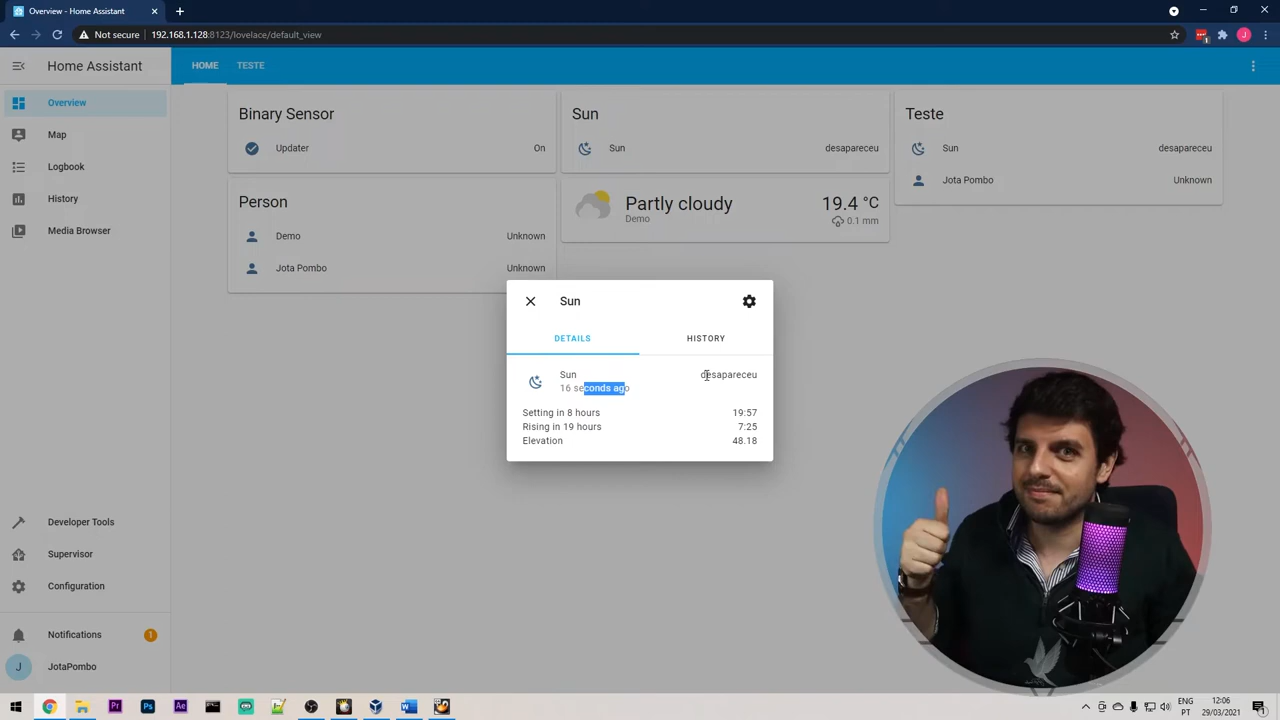 Overview - Home Assistant
Not secure
192.168.1.128:8123/lovelace/default_view
Home Assistant
HOME
TESTE
Overview
Map
Logbook
History
Media Browser
Developer Tools
Supervisor
Configuration
Notifications
1
J
JotaPombo
Binary Sensor
Updater
On
Person
Demo
Unknown
Jota Pombo
Unknown
Sun
Sun
desapareceu
Partly cloudy
Demo
19.4 °C
0.1 mm
Teste
Sun
desapareceu
Jota Pombo
Unknown
Sun
DETAILS
HISTORY
Sun
desapareceu
16 seconds ago
Setting in 8 hours
19:57
Rising in 19 hours
7:25
Elevation
48.18
Pr
Ps
Ae
ENG
PT
12:06
29/03/2021